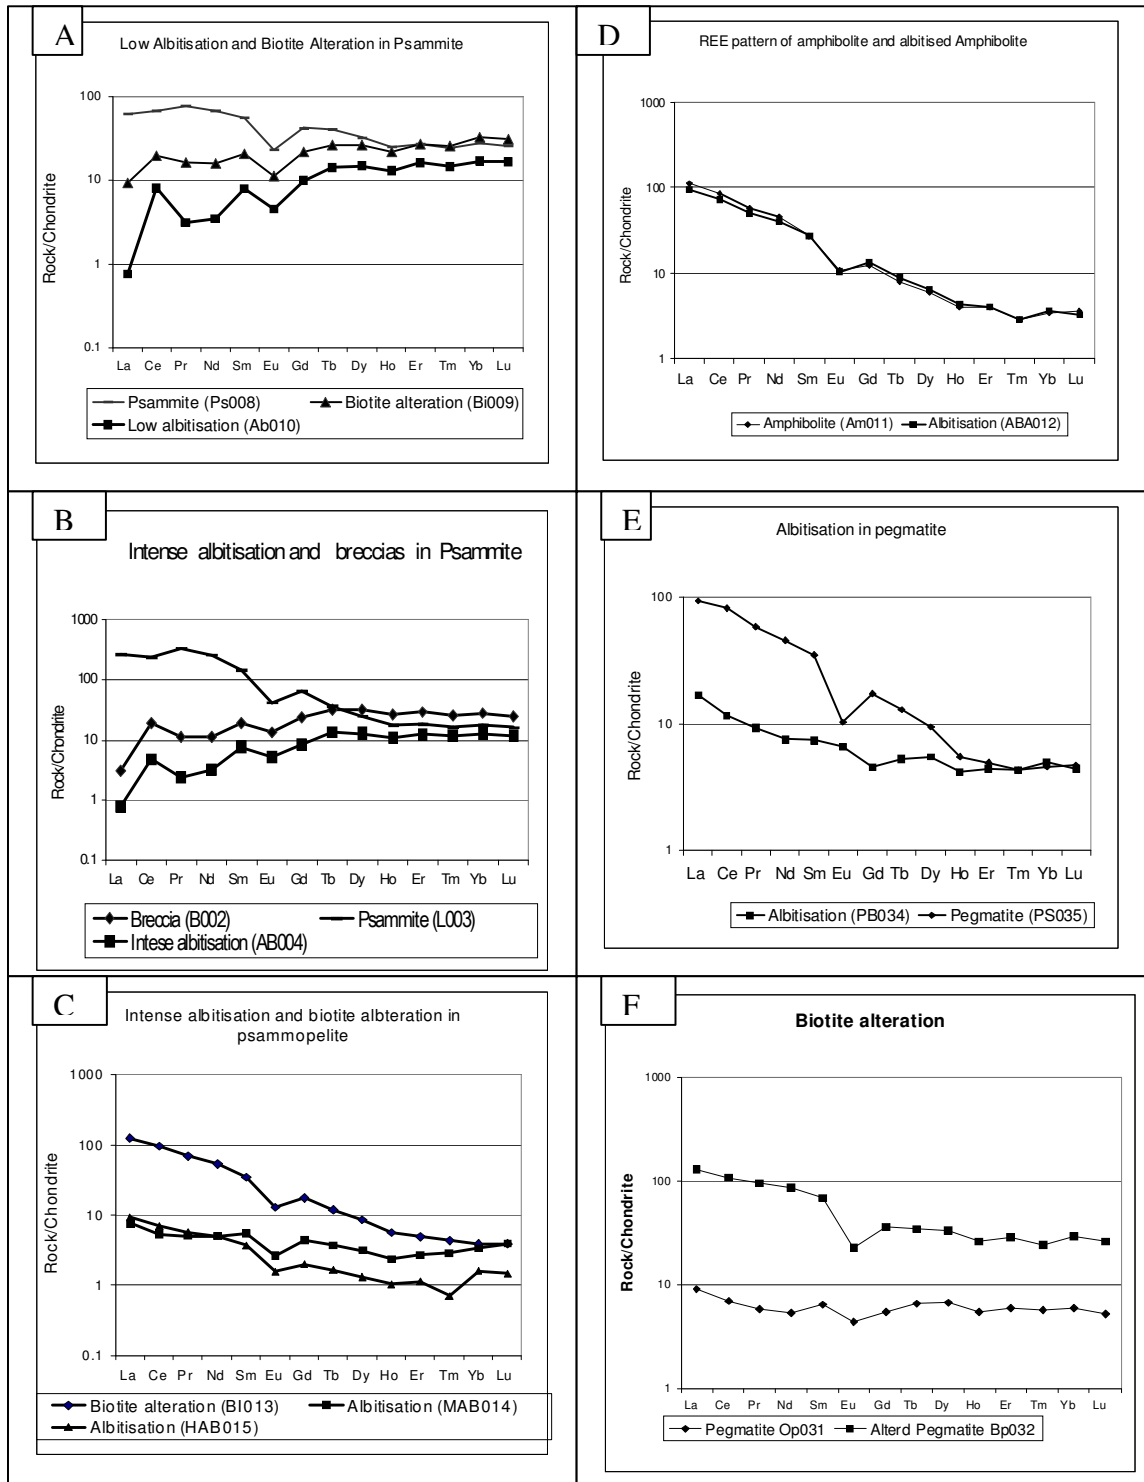 A
Low Albitisation and Biotite Alteration in Psammite
Rock/Chondrite
100
10
1
0.1
La Ce Pr Nd Sm Eu Gd Tb Dy Ho Er Tm Yb Lu
Psammite (Ps008) Biotite alteration (Bi009)
Low albitisation (Ab010)
B
Intense albitisation and breccias in Psammite
Rock/Chondrite
1000
100
10
1
0.1
La Ce Pr Nd Sm Eu Gd Tb Dy Ho Er Tm Yb Lu
Breccia (B002) Psammite (L003)
Intese albitisation (AB004)
C
Intense albitisation and biotite albteration in
psammopelite
Rock/Chondrite
1000
100
10
1
0.1
La Ce Pr Nd Sm Eu Gd Tb Dy Ho Er Tm Yb Lu
Biotite alteration (BI013) Albitisation (MAB014)
Albitisation (HAB015)
D
REE pattern of amphibolite and albitised Amphibolite
Rock/Chondrite
1000
100
10
1
La Ce Pr Nd Sm Eu Gd Tb Dy Ho Er Tm Yb Lu
Amphibolite (Am011) Albitisation (ABA012)
E
Albitisation in pegmatite
Rock/Chondrite
100
10
1
La Ce Pr Nd Sm Eu Gd Tb Dy Ho Er Tm Yb Lu
Albitisation (PB034) Pegmatite (PS035)
F
Biotite alteration
Rock/Chondrite
1000
100
10
1
La Ce Pr Nd Sm Eu Gd Tb Dy Ho Er Tm Yb Lu
Pegmatite Op031 Alterd Pegmatite Bp032